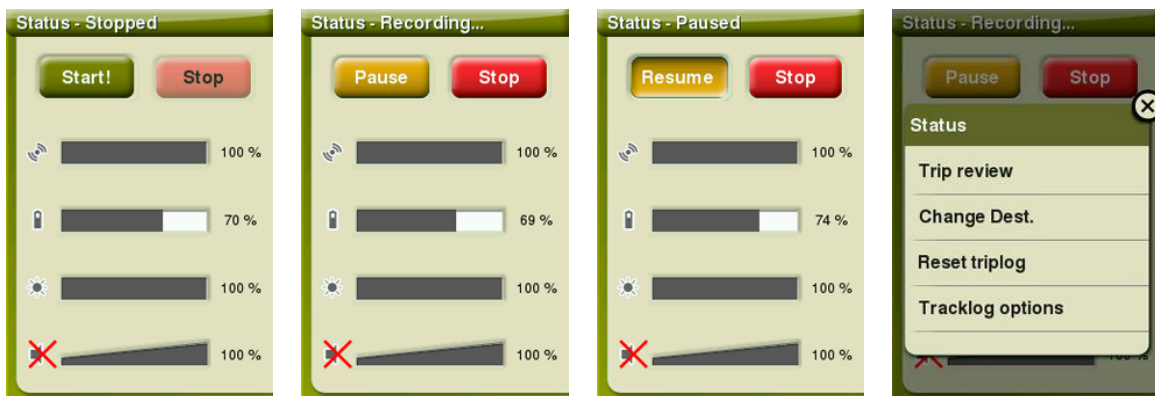 Status - Stopped
Start! Stop
100 %
70 %
100 %
100 %
Status - Recording...
Pause Stop
100 %
69 %
100 %
100 %
Status - Paused
Resume Stop
100 %
74 %
100 %
100 %
Status - Recording...
Pause Stop
Status
Trip review
Change Dest.
Reset triplog
Tracklog options